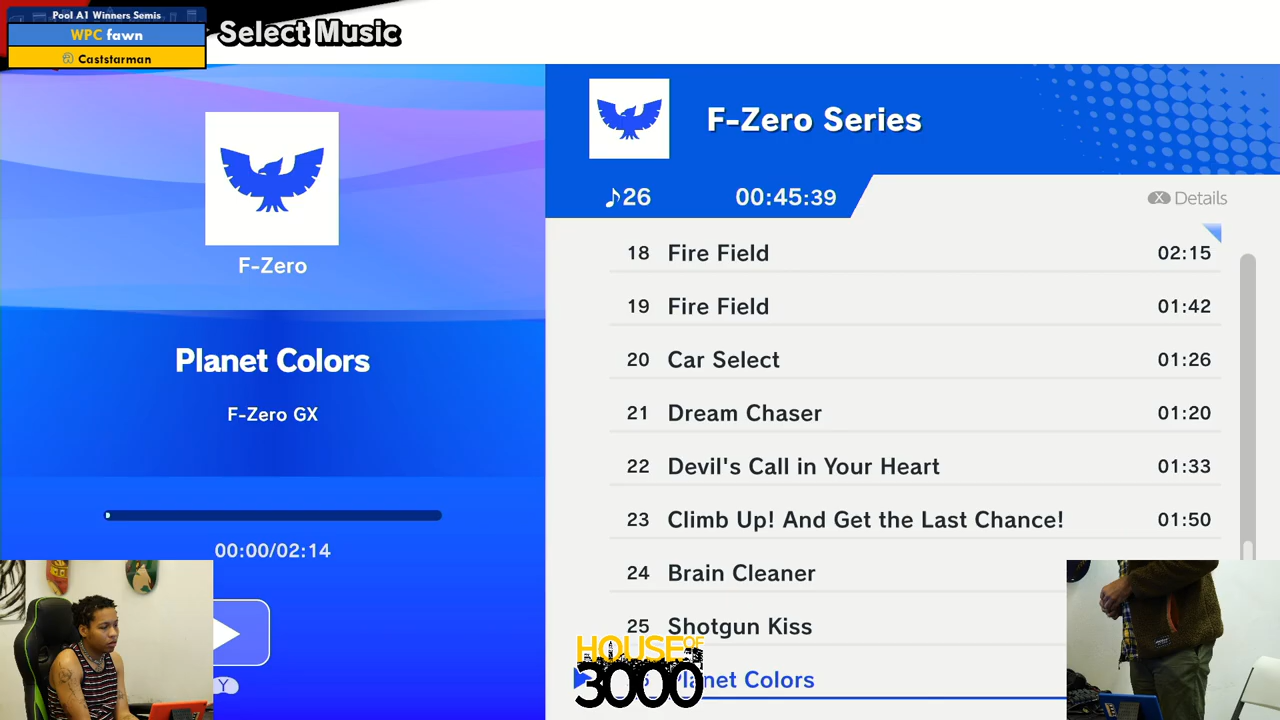 Pool A1 Winners Semis
WPC fawn
Caststarman
Select Music
F-Zero
Planet Colors
F-Zero GX
00:00/02:14
Y
F-Zero Series
♪26 00:45:39
X Details
18 Fire Field 02:15
19 Fire Field 01:42
20 Car Select 01:26
21 Dream Chaser 01:20
22 Devil's Call in Your Heart 01:33
23 Climb Up! And Get the Last Chance! 01:50
24 Brain Cleaner
25 Shotgun Kiss
Planet Colors
HOUSE OF
3000